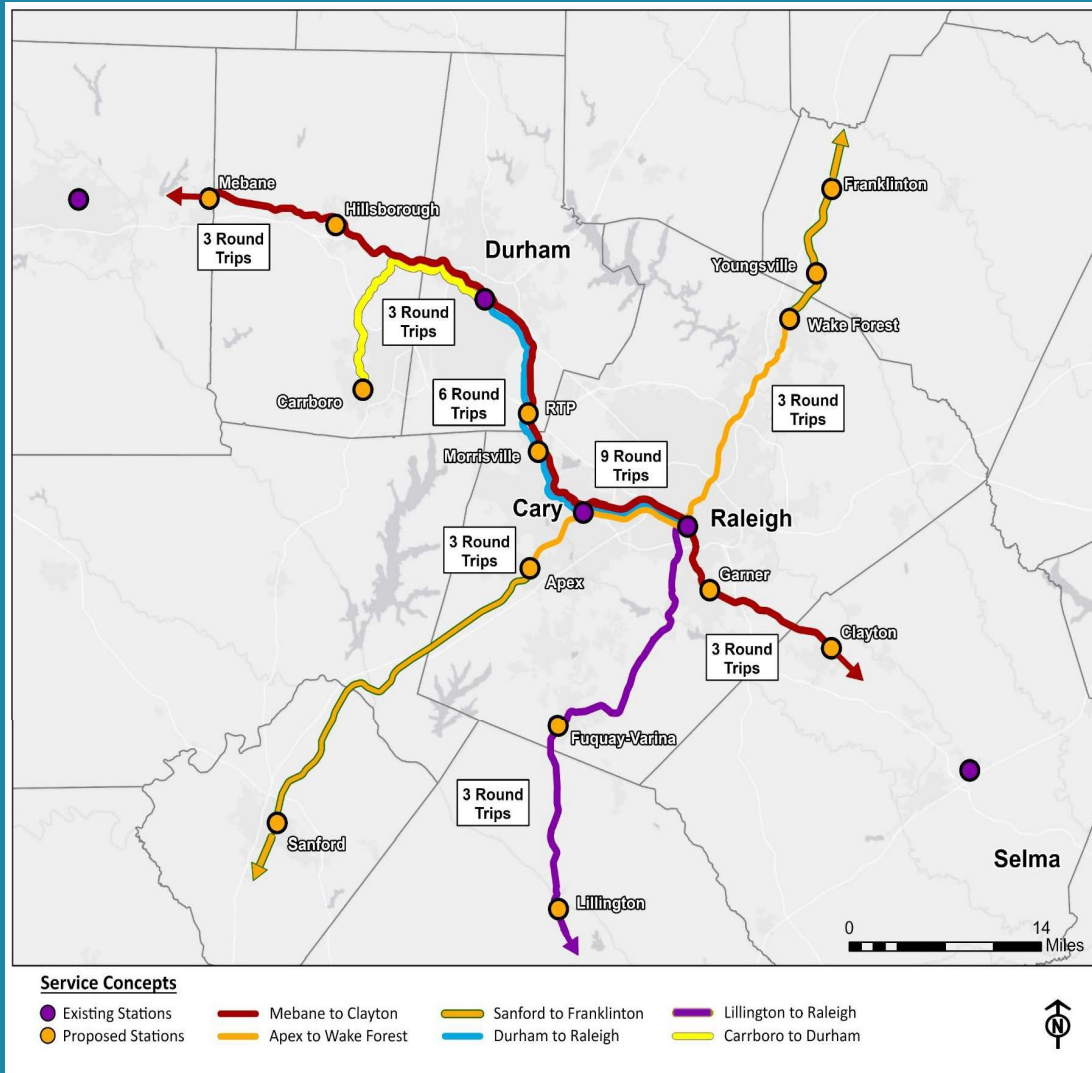 Mebane
Franklinton
Hillsborough
3 Round
Trips
Durham
Youngsville
3 Round
Trips
Wake Forest
Carrboro
6 Round
Trips
RTP
3 Round
Trips
Morrisville
9 Round
Trips
Cary
Raleigh
3 Round
Trips
Apex
Garner
Clayton
3 Round
Trips
Fuquay-Varina
3 Round
Trips
Sanford
Selma
Lillington
0 14
Miles
Service Concepts
Existing Stations
Mebane to Clayton
Sanford to Franklinton
Lillington to Raleigh
Proposed Stations
Apex to Wake Forest
Durham to Raleigh
Carrboro to Durham
N